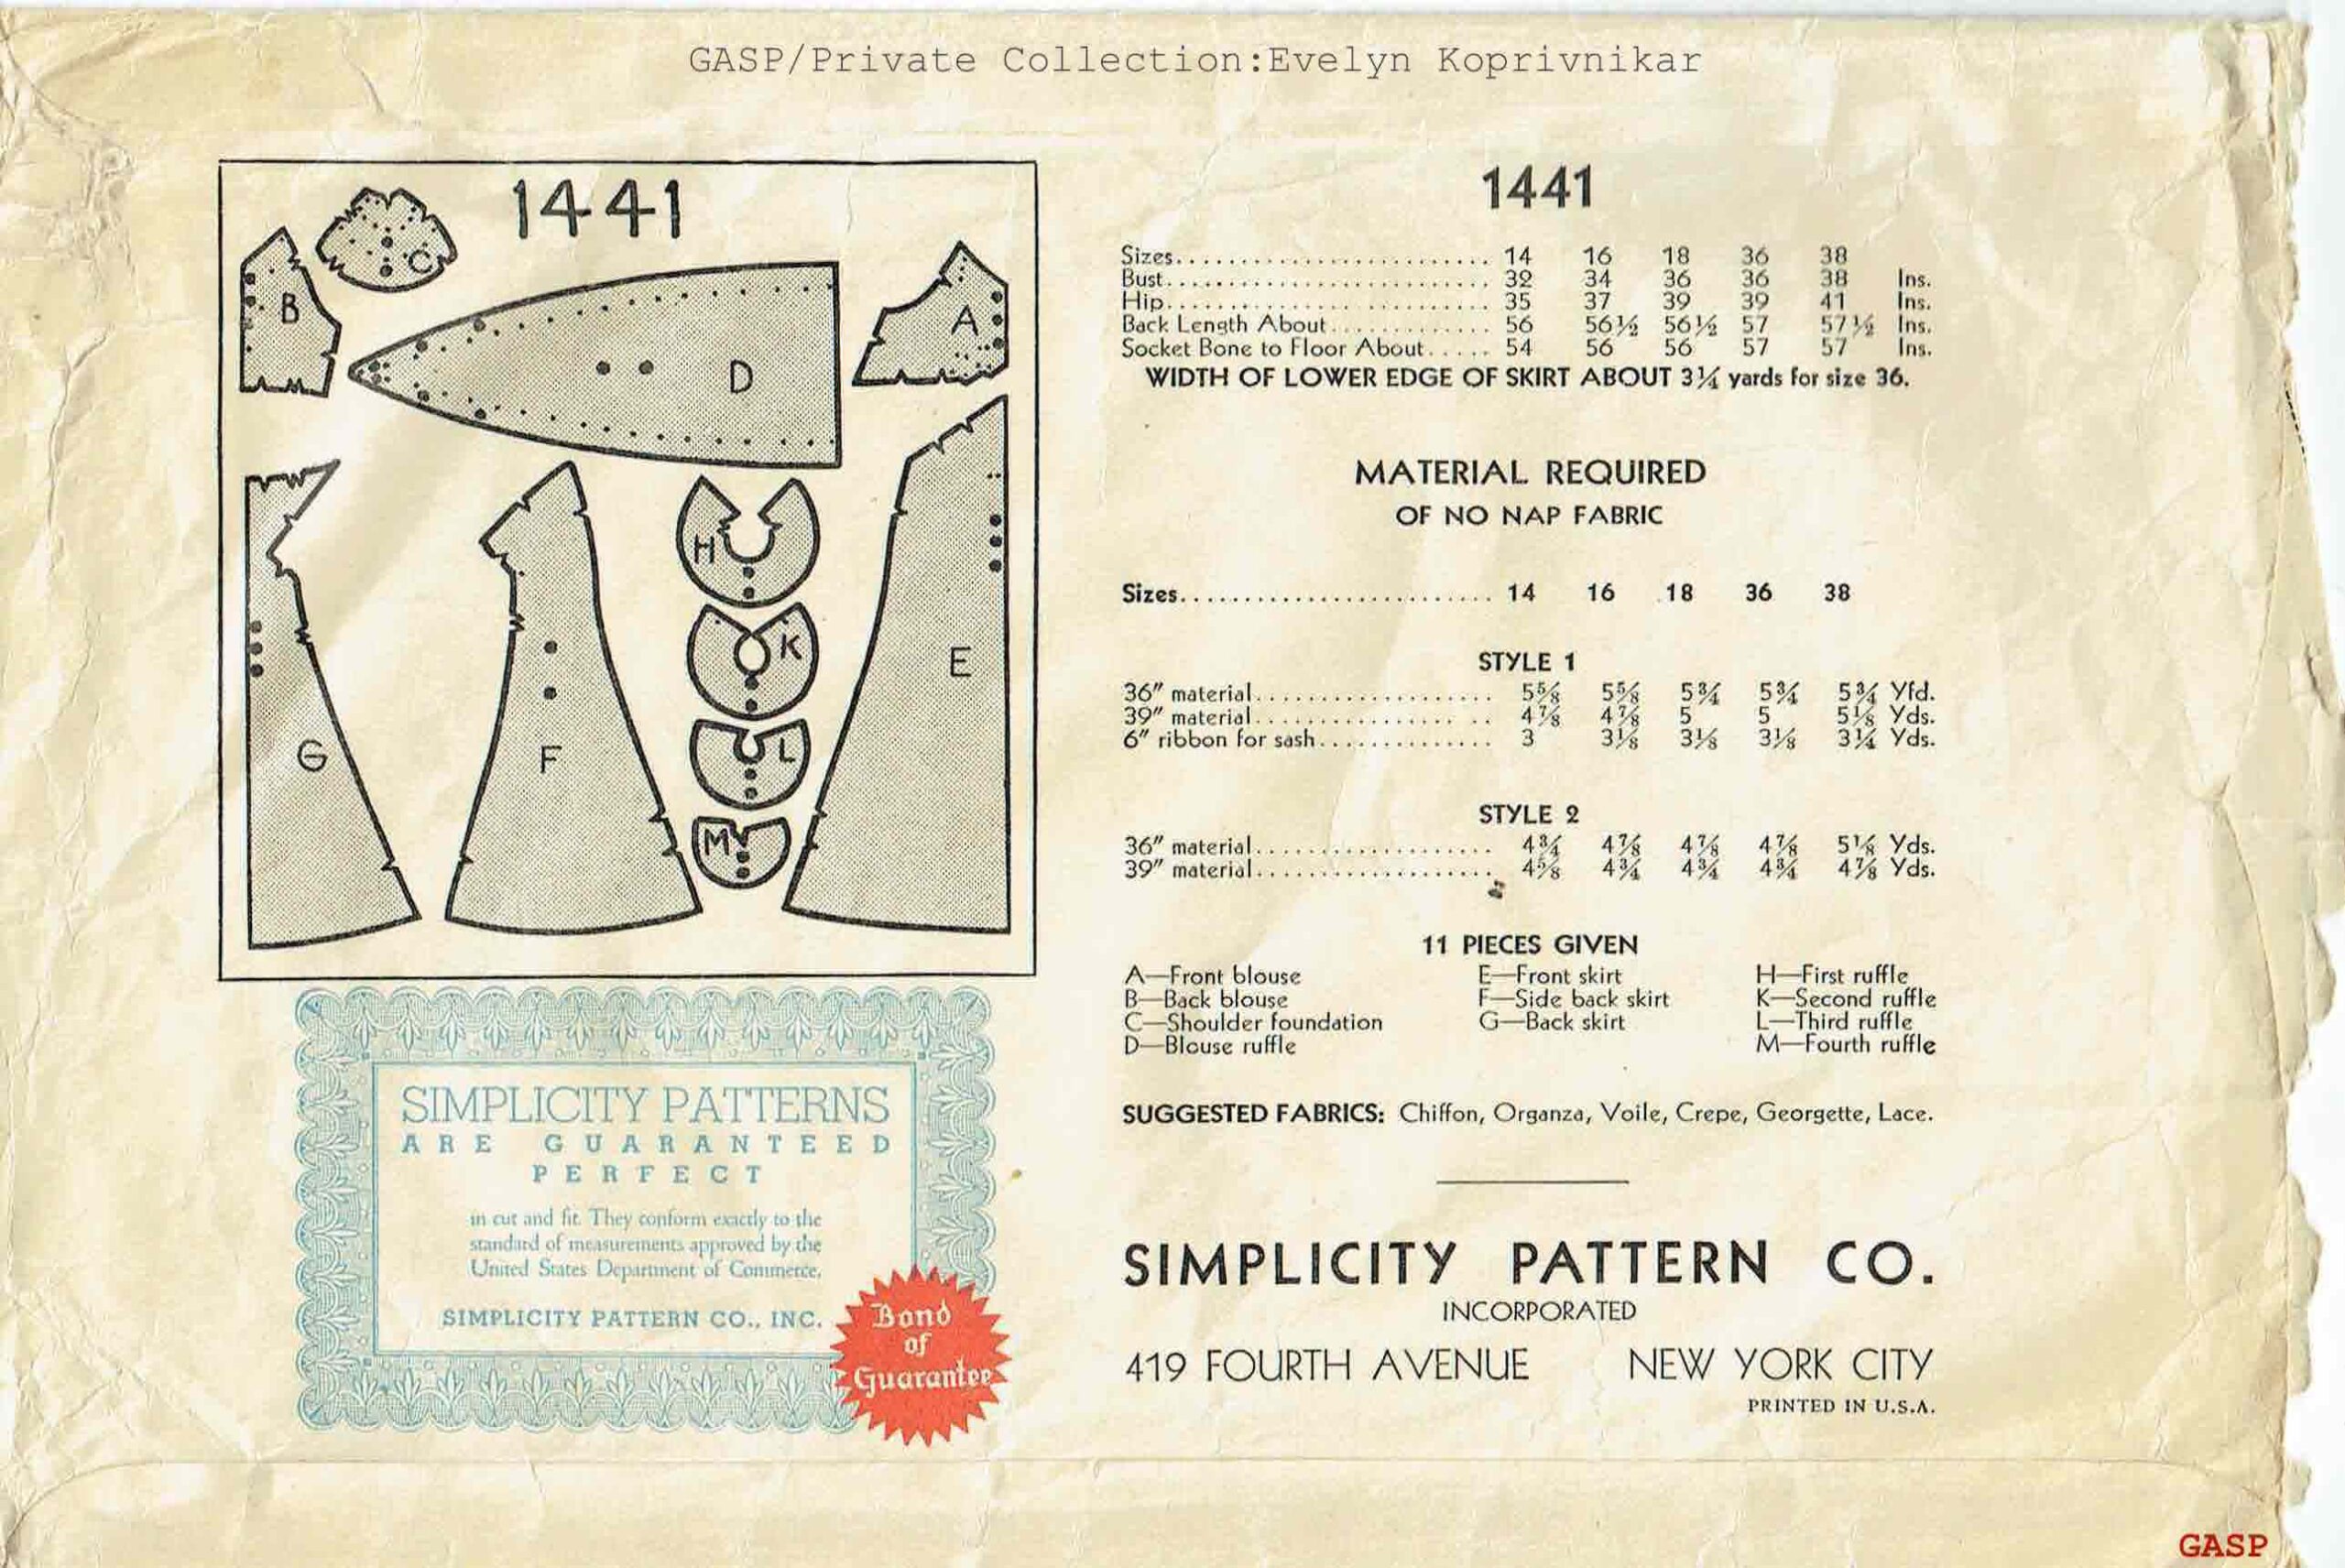 GASP/Private Collection:Evelyn Koprivnikar
1441
C
B
A
D
H
K
E
G
F
L
M
SIMPLICITY PATTERNS
ARE GUARANTEED
PERFECT
in cut and fit. They conform exactly to the
standard of measurements approved by the
United States Department of Commerce.
SIMPLICITY PATTERN CO., INC.
Bond
of
Guarantee
1441
Sizes.......................... 14 16 18 36 38
Bust........................... 32 34 36 36 38 Ins.
Hip............................ 35 37 39 39 41 Ins.
Back Length About............. 56 56½ 56½ 57 57½ Ins.
Socket Bone to Floor About..... 54 56 56 57 57 Ins.
WIDTH OF LOWER EDGE OF SKIRT ABOUT 3¼ yards for size 36.
MATERIAL REQUIRED
OF NO NAP FABRIC
Sizes.......................... 14 16 18 36 38
STYLE 1
36" material................... 5⅝ 5⅝ 5¾ 5¾ 5¾ Yfd.
39" material................... 4⅞ 4⅞ 5 5 5⅛ Yds.
6" ribbon for sash.............. 3 3⅛ 3⅛ 3⅛ 3¼ Yds.
STYLE 2
36" material................... 4¾ 4⅞ 4⅞ 4⅞ 5⅛ Yds.
39" material................... 4⅝ 4¾ 4¾ 4¾ 4⅞ Yds.
11 PIECES GIVEN
A—Front blouse E—Front skirt H—First ruffle
B—Back blouse F—Side back skirt K—Second ruffle
C—Shoulder foundation G—Back skirt L—Third ruffle
D—Blouse ruffle M—Fourth ruffle
SUGGESTED FABRICS: Chiffon, Organza, Voile, Crepe, Georgette, Lace.
SIMPLICITY PATTERN CO.
INCORPORATED
419 FOURTH AVENUE NEW YORK CITY
PRINTED IN U.S.A.
GASP